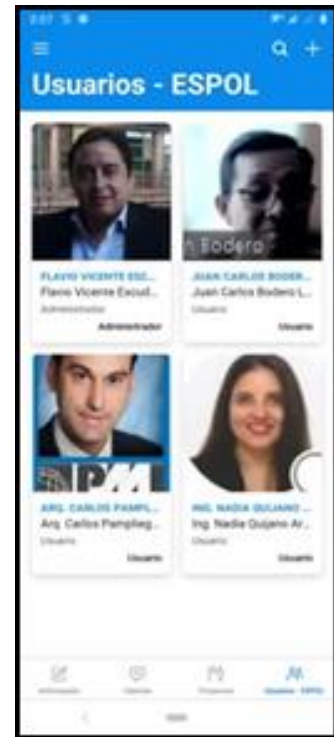 Usuarios - ESPOL
n Bodero
FLAVIO VICENTE ESC...
Flavio Vicente Escud...
Administrador
Administrador
JUAN CARLOS BODER...
Juan Carlos Bodero L...
Usuario
Usuario
PM
ARQ. CARLOS PAMPL...
Arq. Carlos Pampliag...
Usuario
Usuario
ING. NADIA QUIJANO ...
Ing. Nadia Quijano Ar...
Usuario
Usuario
Usuarios - ESPOL